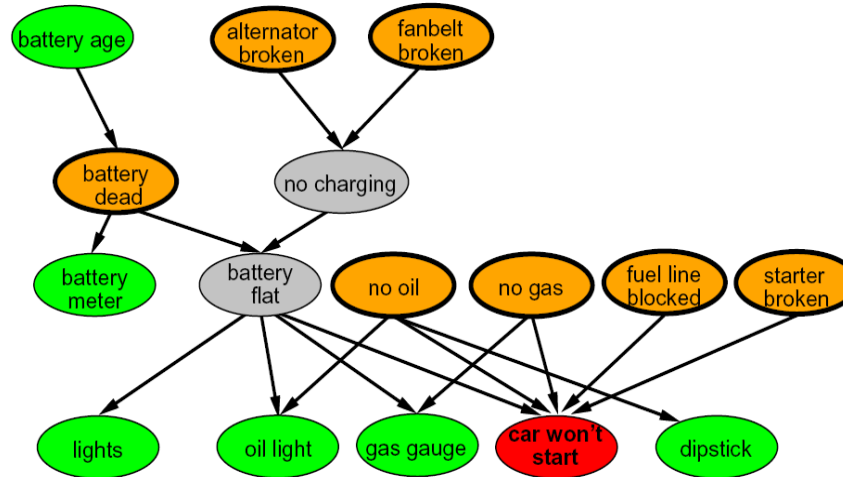 battery age
alternator
broken
fanbelt
broken
battery
dead
no charging
battery
meter
battery
flat
no oil
no gas
fuel line
blocked
starter
broken
lights
oil light
gas gauge
car won't
start
dipstick